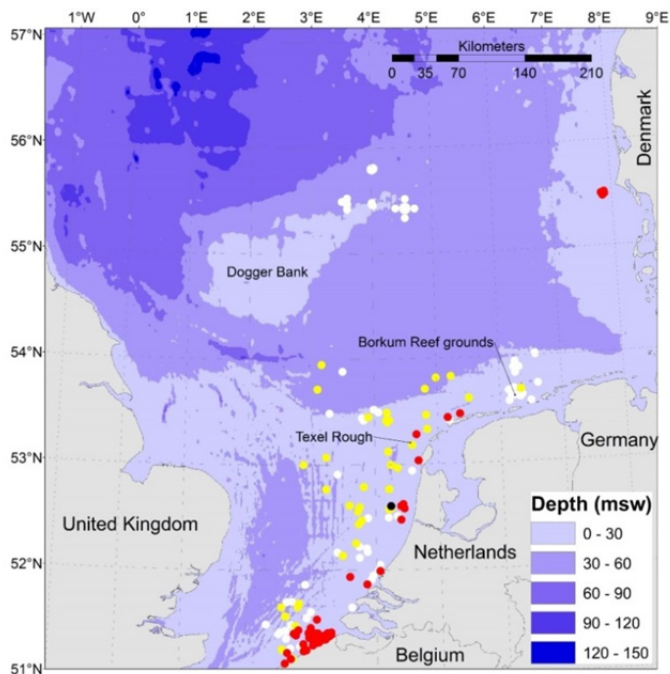 1°W 0° 1°E 2°E 3°E 4°E 5°E 6°E 7°E 8°E 9°E
57°N 57°N
Kilometers
0 35 70 140 210
Denmark
56°N
55°N
Dogger Bank
Borkum Reef grounds
54°N
Texel Rough
53°N
Germany
Depth (msw)
United Kingdom
0 - 30
Netherlands
30 - 60
52°N
60 - 90
90 - 120
Belgium
120 - 150
51°N 51°N